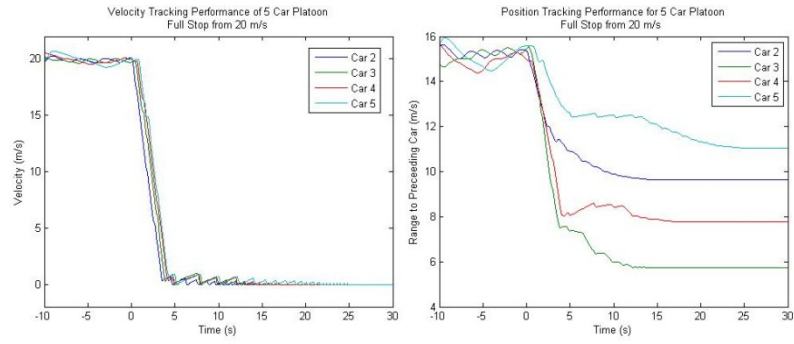 Velocity Tracking Performance of 5 Car Platoon
Full Stop from 20 m/s
Velocity (m/s)
20
15
10
5
0
-10
-5
0
5
10
15
20
25
30
Time (s)
Car 2
Car 3
Car 4
Car 5
Position Tracking Performance for 5 Car Platoon
Full Stop from 20 m/s
Range to Preceeding Car (m/s)
16
14
12
10
8
6
4
-10
-5
0
5
10
15
20
25
30
Time (s)
Car 2
Car 3
Car 4
Car 5